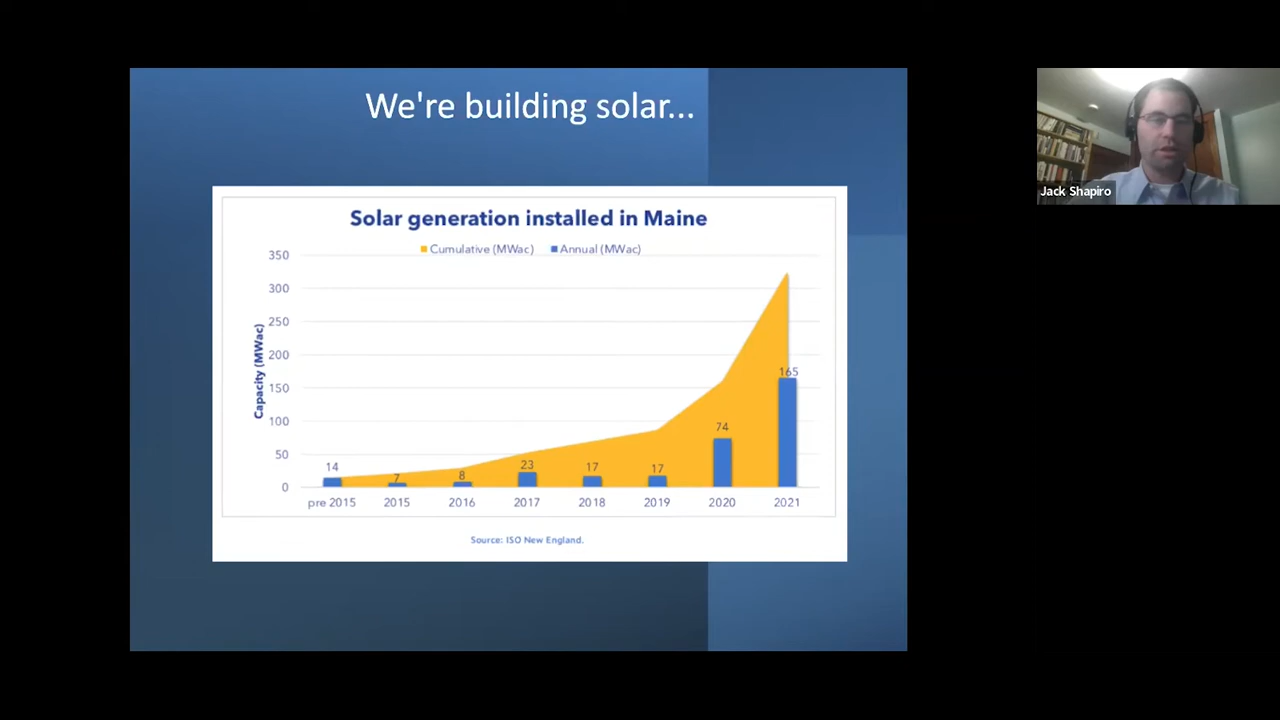 We're building solar...
Solar generation installed in Maine
Cumulative (MWac) Annual (MWac)
350
300
250
200
150
100
50
0
Capacity (MWac)
14
7
8
23
17
17
74
165
pre 2015 2015 2016 2017 2018 2019 2020 2021
Source: ISO New England.
Jack Shapiro